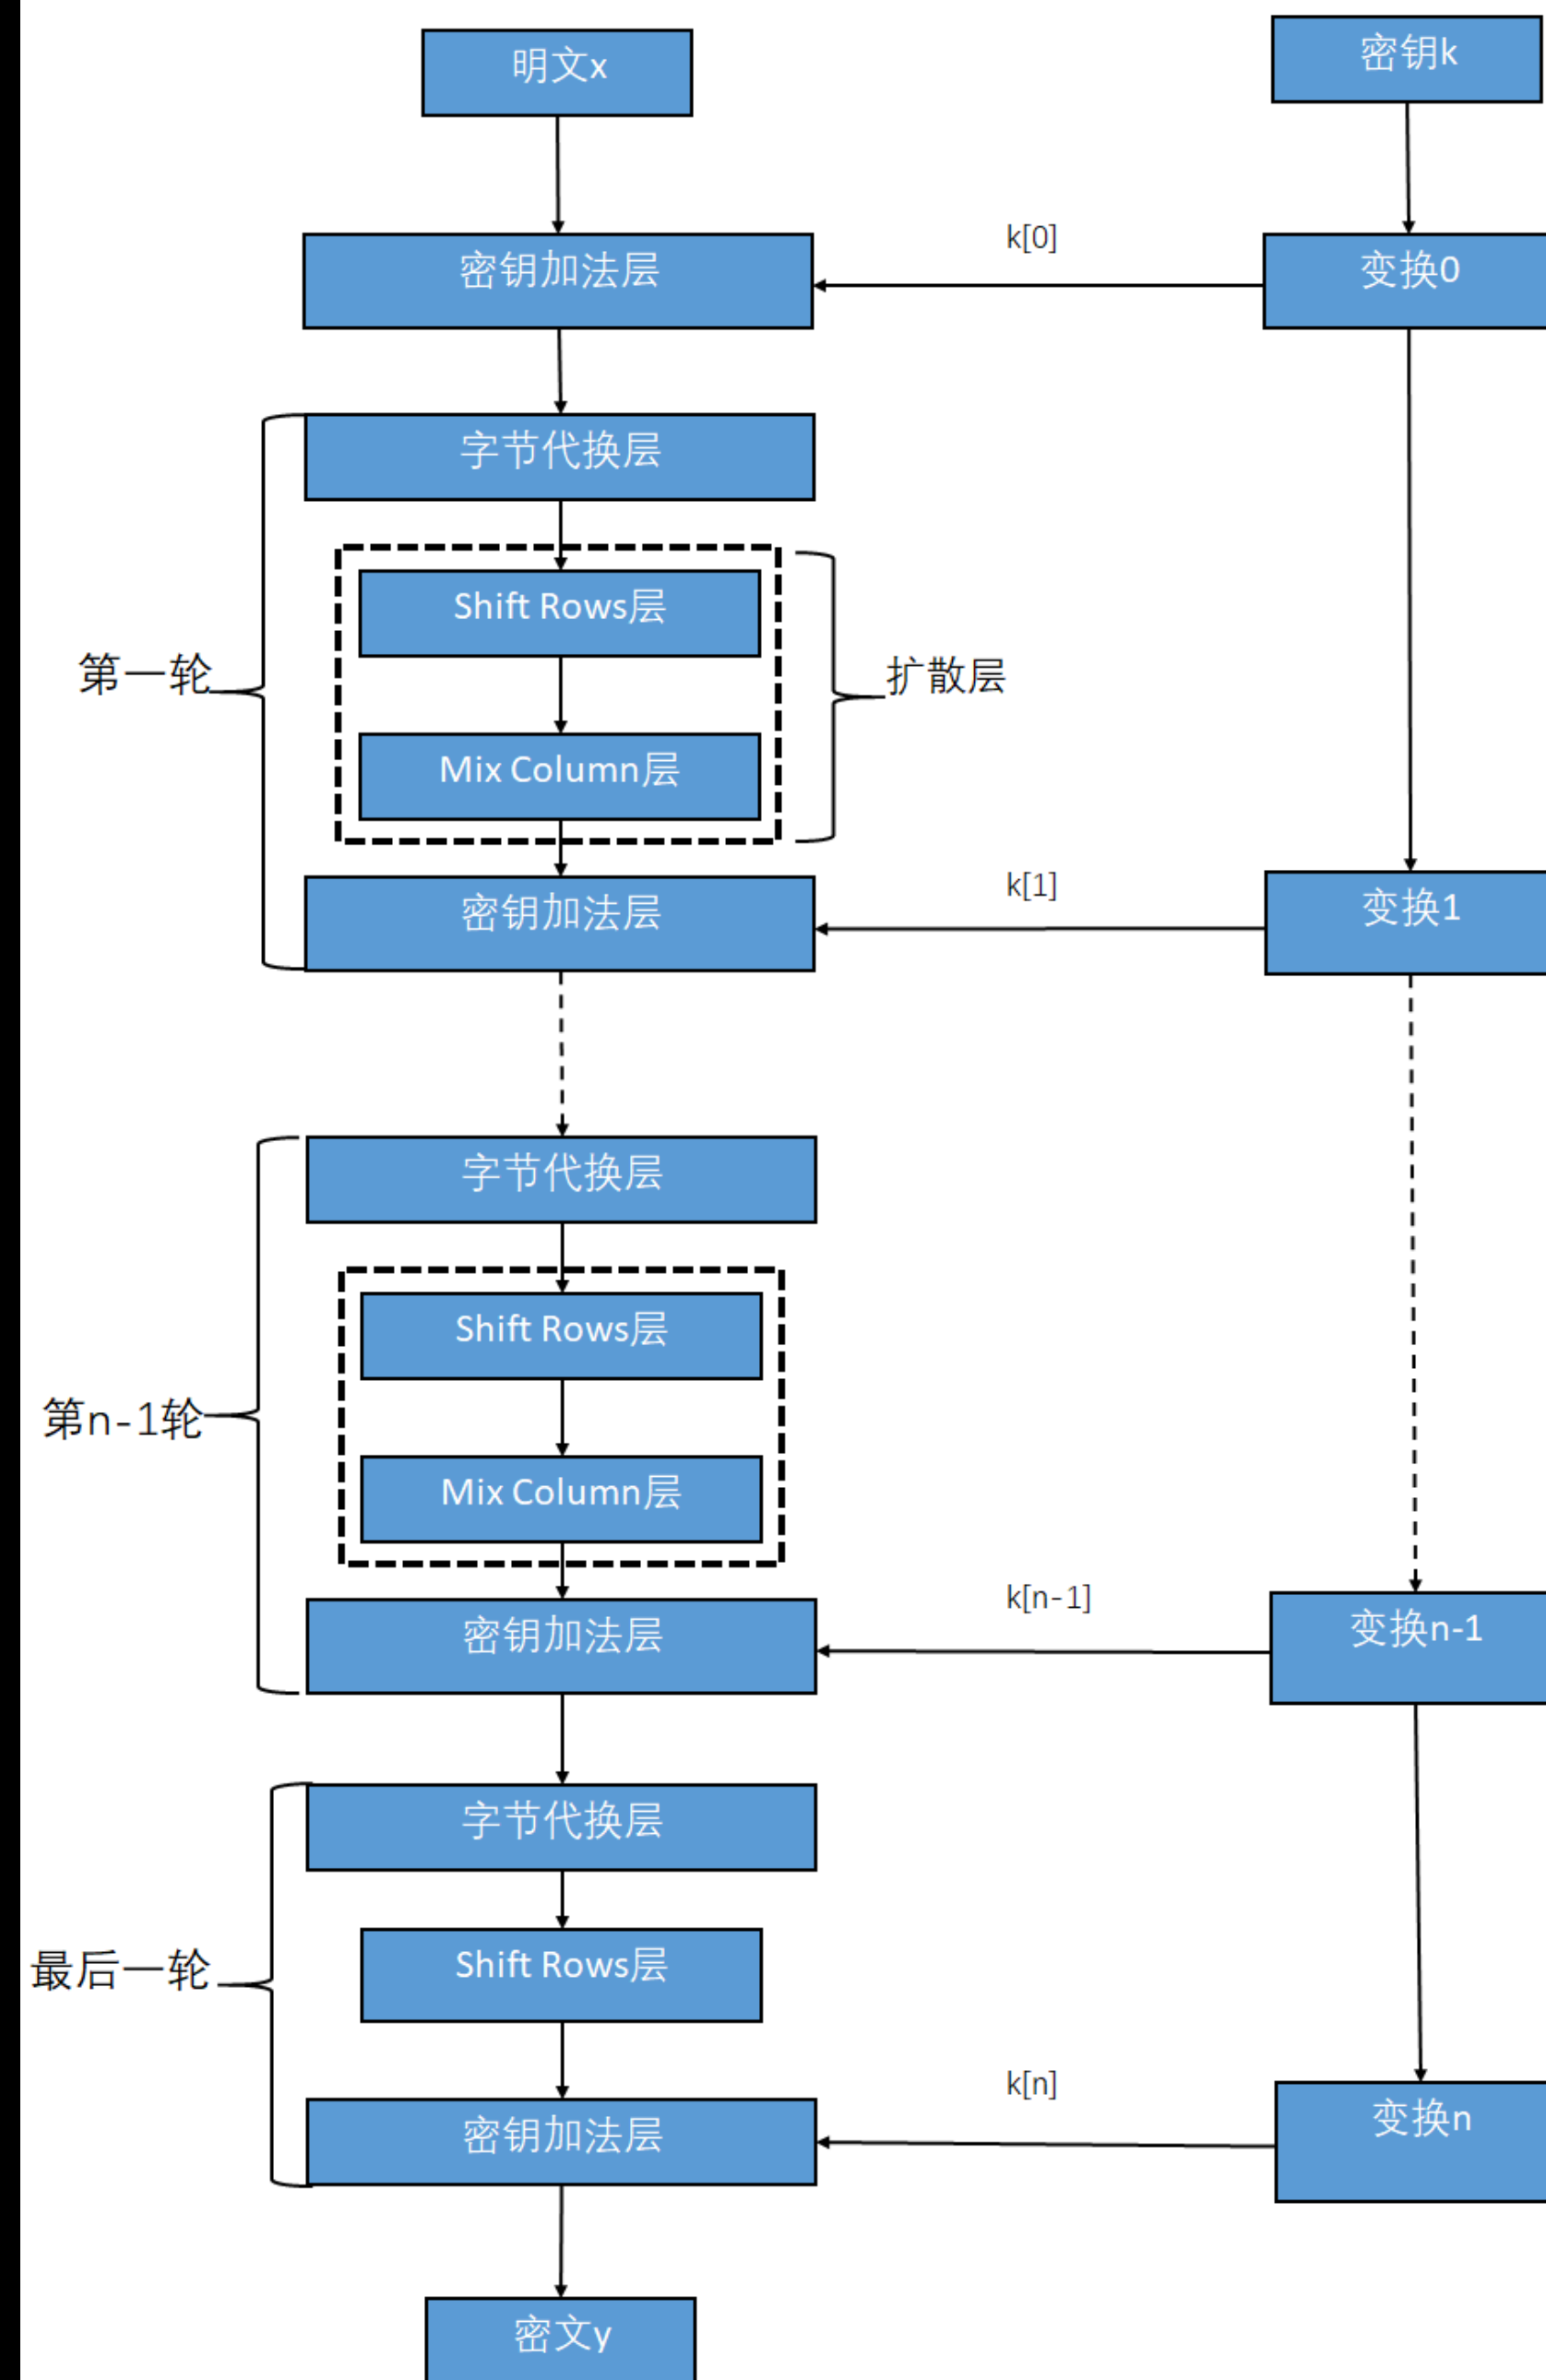 明文x
密钥k
密钥加法层
k[0]
变换0
字节代换层
Shift Rows层
第一轮
扩散层
Mix Column层
密钥加法层
k[1]
变换1
字节代换层
Shift Rows层
第n-1轮
Mix Column层
密钥加法层
k[n-1]
变换n-1
字节代换层
Shift Rows层
最后一轮
密钥加法层
k[n]
变换n
密文y